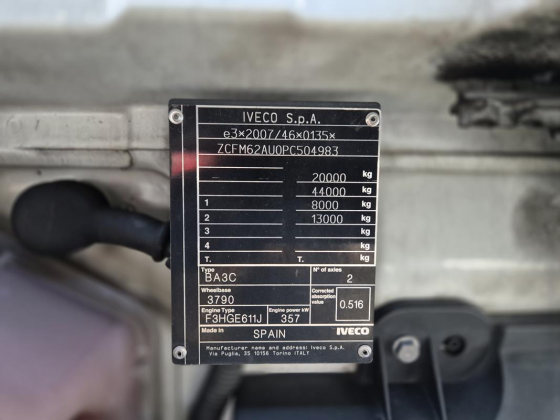 IVECO S.p.A.
e3×2007/46×0135×
ZCFM62AU0PC504983
20000 kg
44000 kg
1 8000 kg
2 13000 kg
3 kg
4 kg
T. T. kg
Type N° of axles
BA3C 2
Wheelbase Corrected absorption value
3790 0.516
Engine Type Engine power kW
F3HGE611J 357
Made in SPAIN IVECO
Manufacturer name and address: Iveco S.p.A.
Via Puglia, 35 10156 Torino ITALY